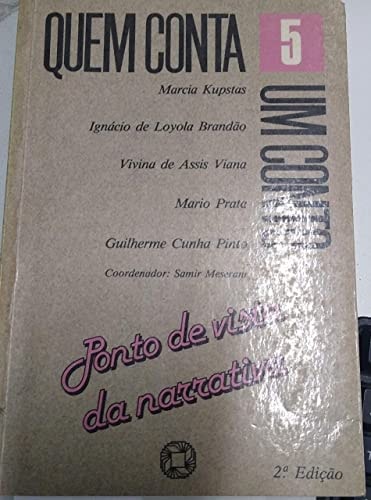 QUEM CONTA 5
UM CONTO
Marcia Kupstas
Ignácio de Loyola Brandão
Vivina de Assis Viana
Mario Prata
Guilherme Cunha Pinto
Coordenador: Samir Meserani
Ponto de vista
da narrativa
2.ª Edição